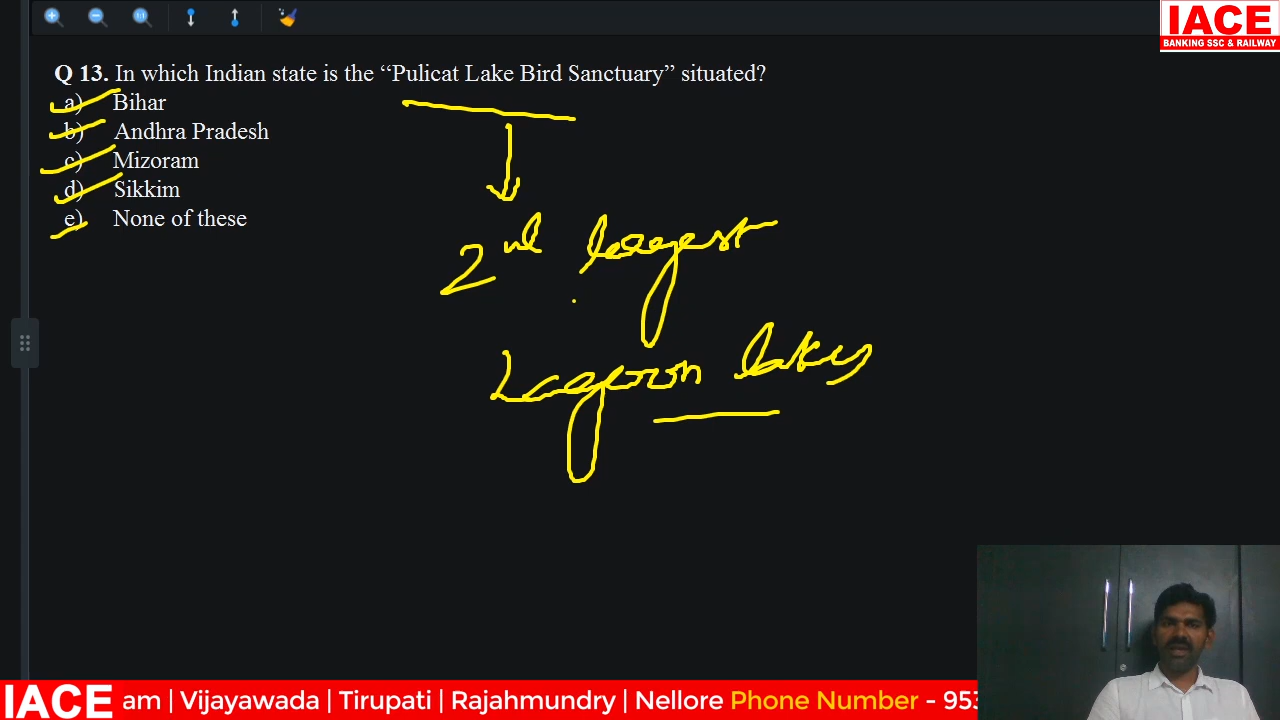 IACE
BANKING SSC & RAILWAY
Q 13. In which Indian state is the “Pulicat Lake Bird Sanctuary” situated?
a) Bihar
b) Andhra Pradesh
c) Mizoram
d) Sikkim
e) None of these
2nd largest
Lagoon lakes
IACE am | Vijayawada | Tirupati | Rajahmundry | Nellore Phone Number - 953